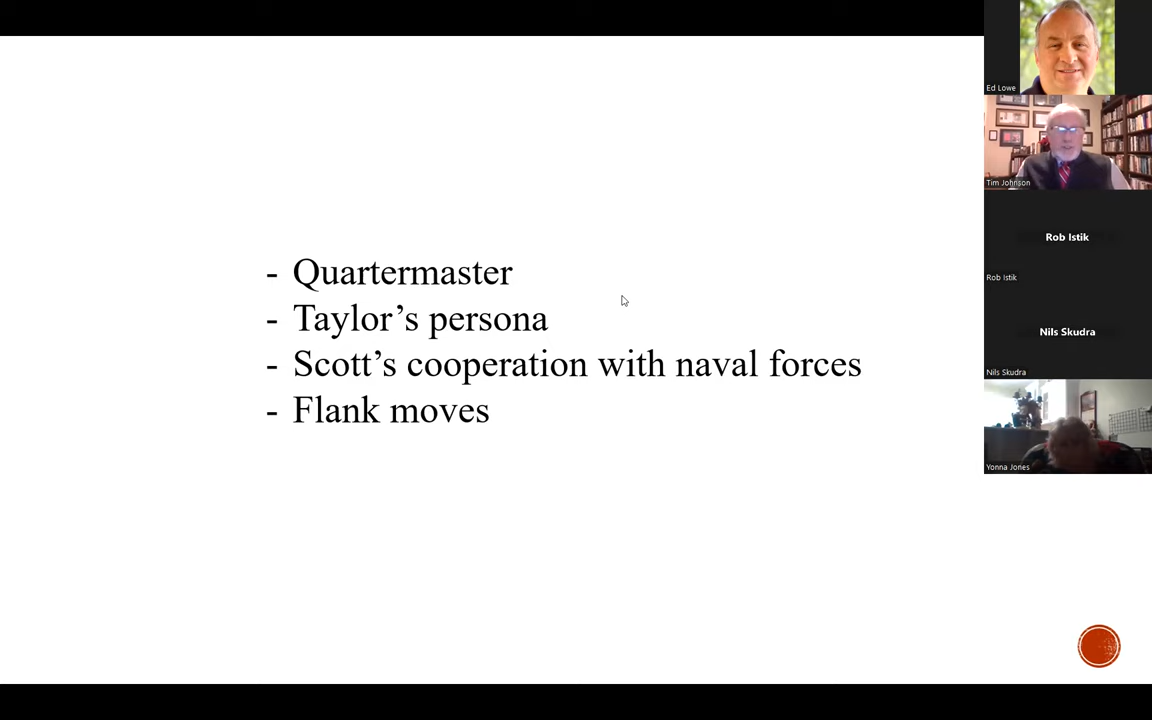 - Quartermaster
- Taylor’s persona
- Scott’s cooperation with naval forces
- Flank moves
Ed Lowe
Tim Johnson
Rob Istik
Rob Istik
Nils Skudra
Nils Skudra
Yonna Jones